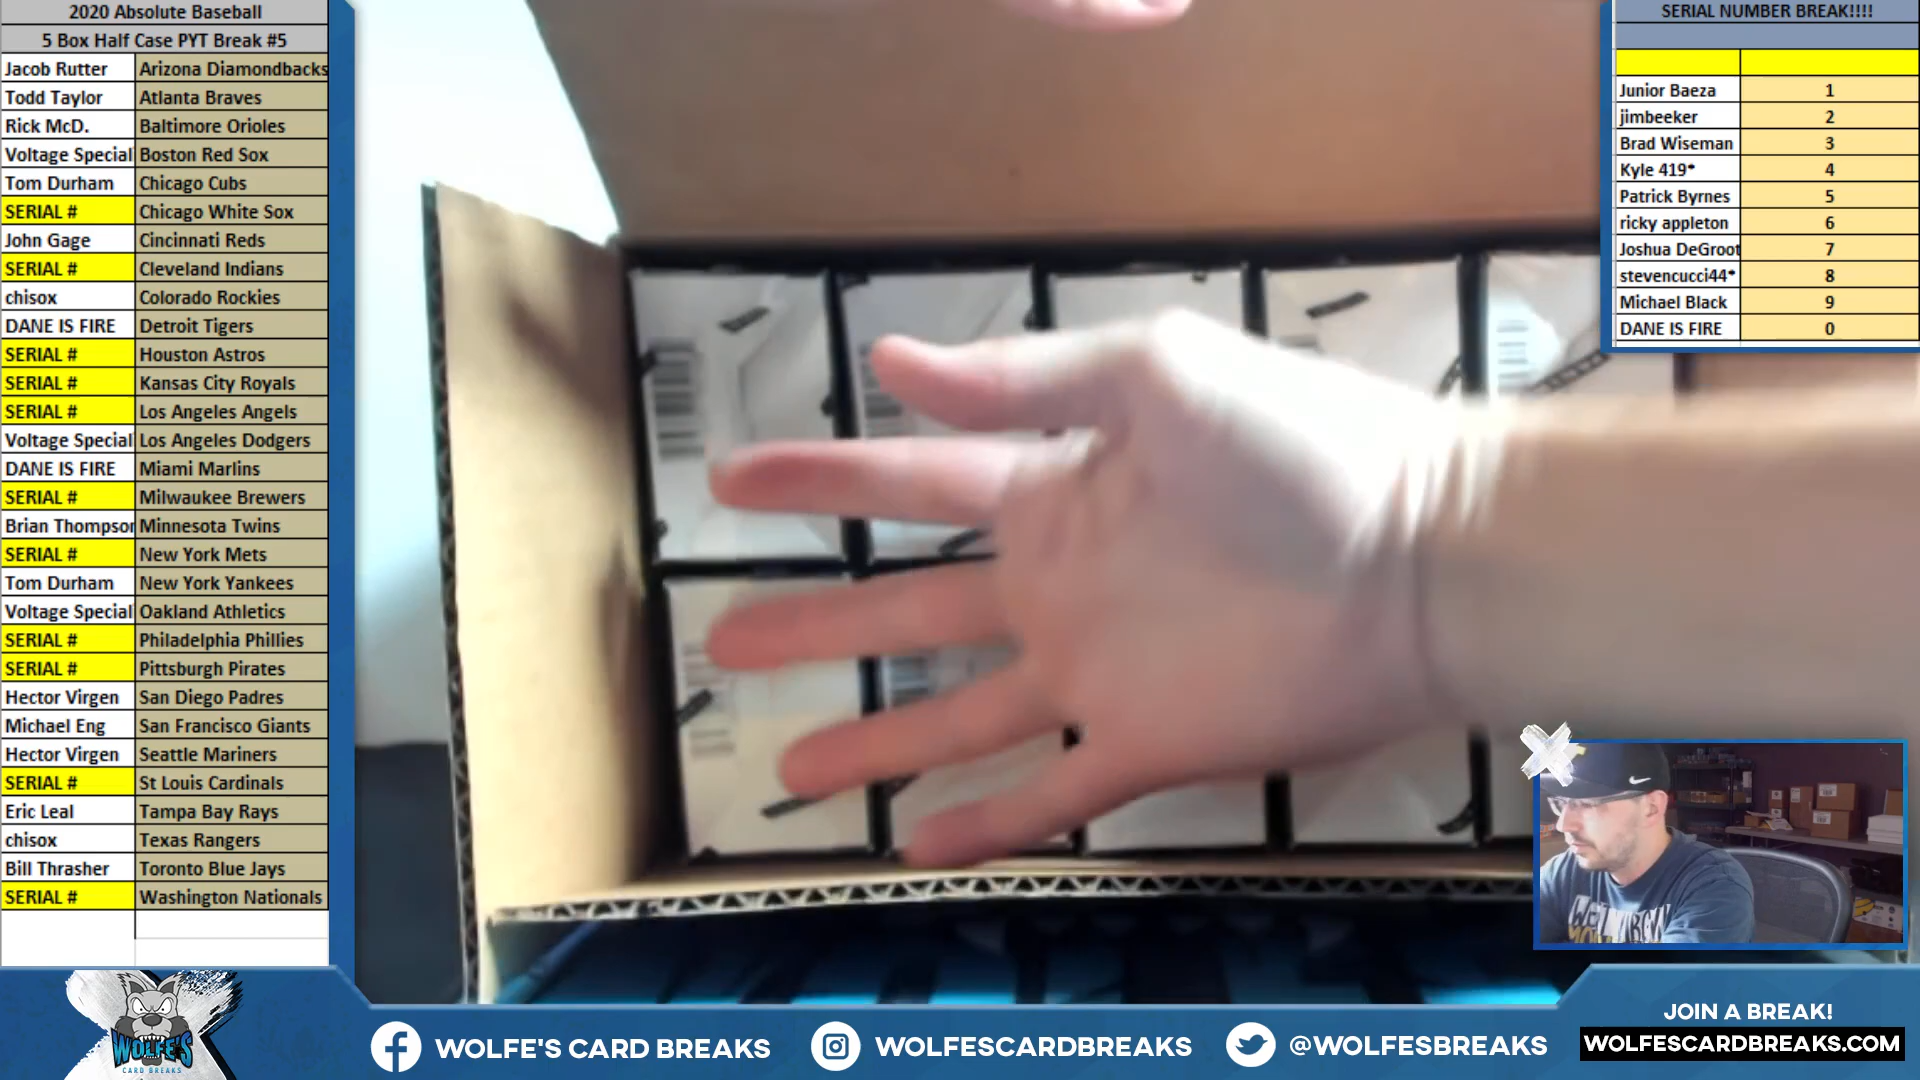 2020 Absolute Baseball
5 Box Half Case PYT Break #5
Jacob Rutter Arizona Diamondbacks
Todd Taylor Atlanta Braves
Rick McD. Baltimore Orioles
Voltage Special Boston Red Sox
Tom Durham Chicago Cubs
SERIAL # Chicago White Sox
John Gage Cincinnati Reds
SERIAL # Cleveland Indians
chisox Colorado Rockies
DANE IS FIRE Detroit Tigers
SERIAL # Houston Astros
SERIAL # Kansas City Royals
SERIAL # Los Angeles Angels
Voltage Special Los Angeles Dodgers
DANE IS FIRE Miami Marlins
SERIAL # Milwaukee Brewers
Brian Thompson Minnesota Twins
SERIAL # New York Mets
Tom Durham New York Yankees
Voltage Special Oakland Athletics
SERIAL # Philadelphia Phillies
SERIAL # Pittsburgh Pirates
Hector Virgen San Diego Padres
Michael Eng San Francisco Giants
Hector Virgen Seattle Mariners
SERIAL # St Louis Cardinals
Eric Leal Tampa Bay Rays
chisox Texas Rangers
Bill Thrasher Toronto Blue Jays
SERIAL # Washington Nationals
SERIAL NUMBER BREAK!!!!
Junior Baeza 1
jimbeeker 2
Brad Wiseman 3
Kyle 419* 4
Patrick Byrnes 5
ricky appleton 6
Joshua DeGroot 7
stevencucci44* 8
Michael Black 9
DANE IS FIRE 0
WOLFE'S
CARD BREAKS
WOLFE'S CARD BREAKS
WOLFESCARDBREAKS
@WOLFESBREAKS
JOIN A BREAK!
WOLFESCARDBREAKS.COM